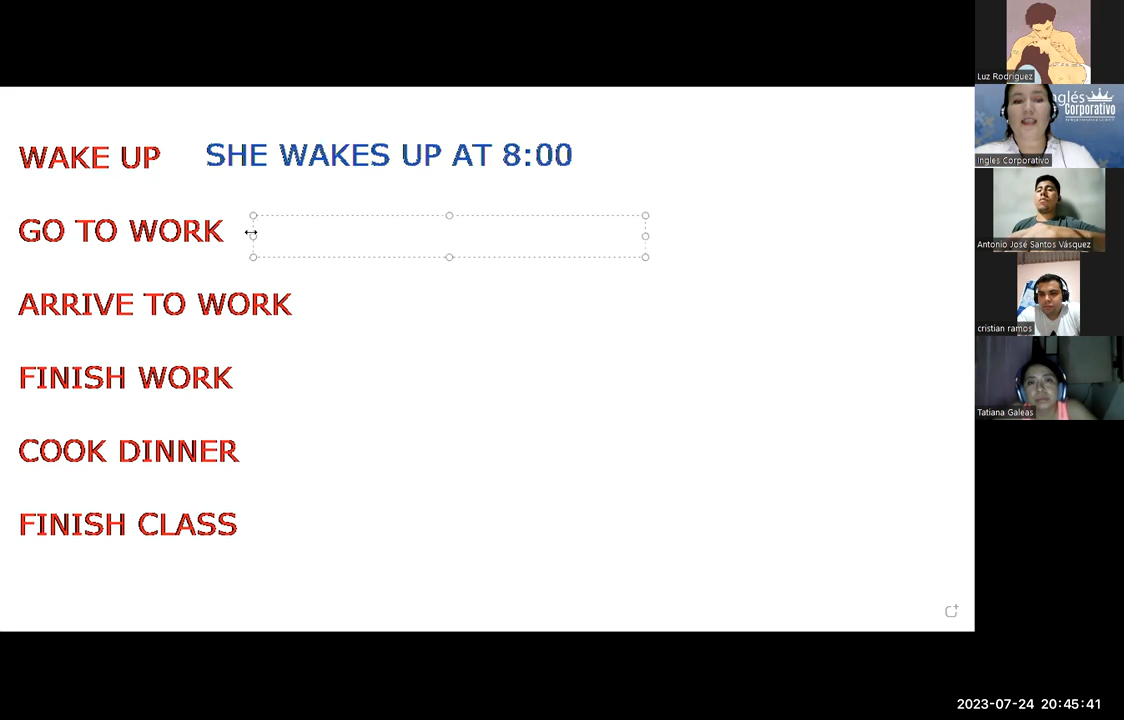 WAKE UP SHE WAKES UP AT 8:00
GO TO WORK
ARRIVE TO WORK
FINISH WORK
COOK DINNER
FINISH CLASS
Luz Rodriguez
nglés
Corporativo
Ingles Corporativo
Antonio José Santos Vásquez
cristian ramos
Tatiana Galeas
2023-07-24 20:45:41